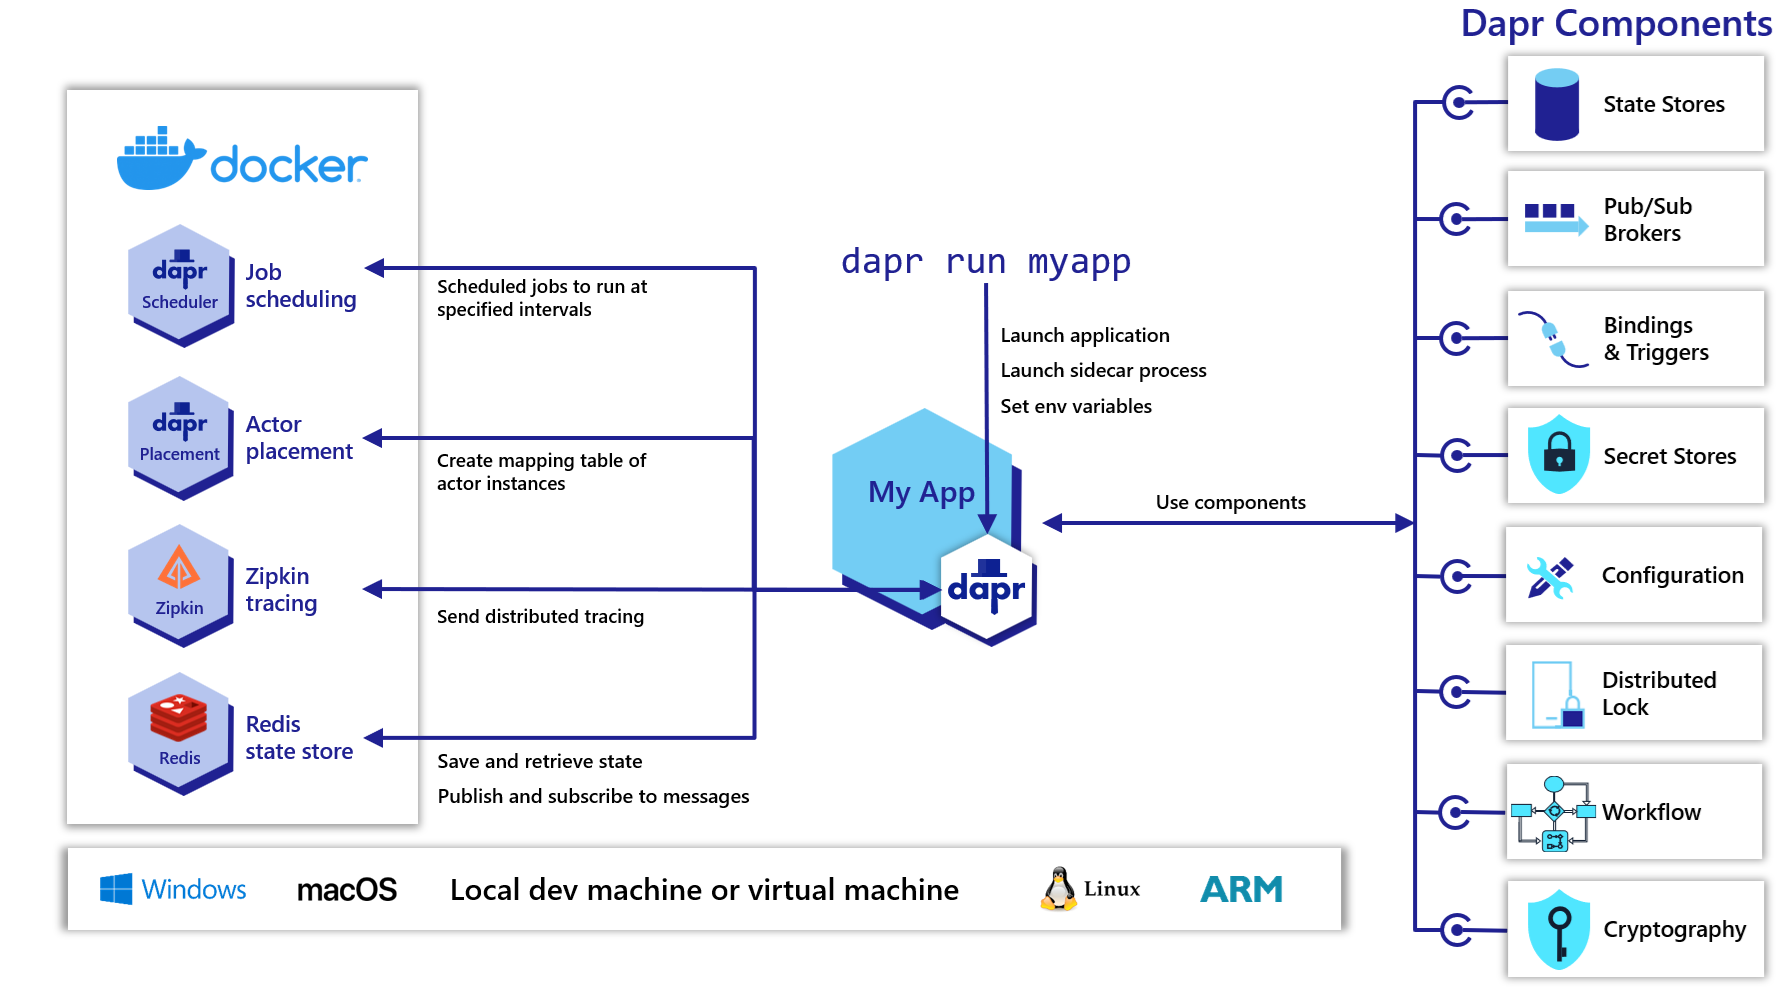 Dapr Components
docker
dapr
Scheduler
Job
scheduling
Scheduled jobs to run at
specified intervals
dapr
Placement
Actor
placement
Create mapping table of
actor instances
Zipkin
Zipkin
tracing
Send distributed tracing
Redis
Redis
state store
Save and retrieve state
Publish and subscribe to messages
dapr run myapp
Launch application
Launch sidecar process
Set env variables
My App
dapr
Use components
State Stores
Pub/Sub
Brokers
Bindings
& Triggers
Secret Stores
Configuration
Distributed
Lock
Workflow
Cryptography
Windows
macOS
Local dev machine or virtual machine
Linux
ARM